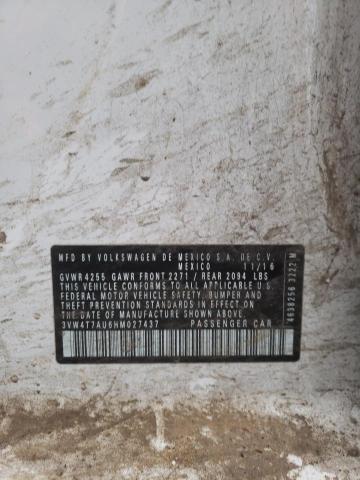 MFD BY VOLKSWAGEN DE MEXICO S.A. DE C.V.
MEXICO 11/16
GVWR4255 GAWR FRONT 2271 / REAR 2094 LBS
THIS VEHICLE CONFORMS TO ALL APPLICABLE U.S.
FEDERAL MOTOR VEHICLE SAFETY, BUMPER AND
THEFT PREVENTION STANDARDS IN EFFECT ON THE
DATE OF MANUFACTURE SHOWN ABOVE.
3VW4T7AU6HM027437 PASSENGER CAR
4638256 3222 M